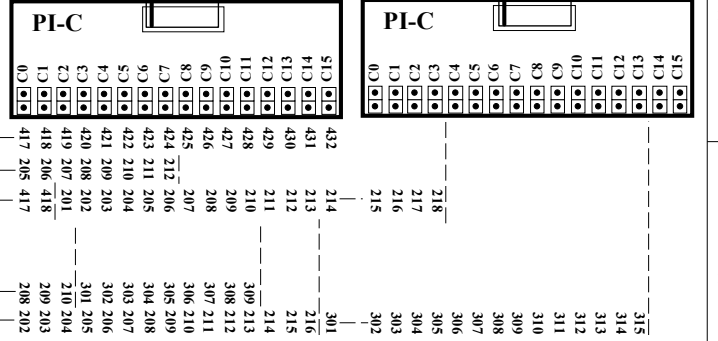 PI-C PI-C
C0 C1 C2 C3 C4 C5 C6 C7 C8 C9 C10 C11 C12 C13 C14 C15 C0 C1 C2 C3 C4 C5 C6 C7 C8 C9 C10 C11 C12 C13 C14 C15
417 418 419 420 421 422 423 424 425 426 427 428 429 430 431 432
205 206 207 208 209 210 211 212
417 418 201 202 203 204 205 206 207 208 209 210 211 212 213 214 215 216 217 218
208 209 210 301 302 303 304 305 306 307 308 309
202 203 204 205 206 207 208 209 210 211 212 213 214 215 216 301 302 303 304 305 306 307 308 309 310 311 312 313 314 315